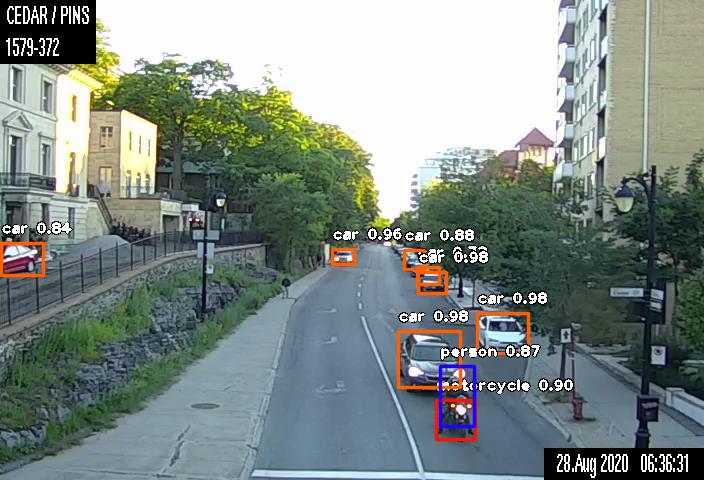 CEDAR / PINS
1579-372
car 0.84
car 0.96
car 0.88
car 0.98
car 0.98
car 0.98
person 0.87
motorcycle 0.90
28.Aug 2020 06:36:31